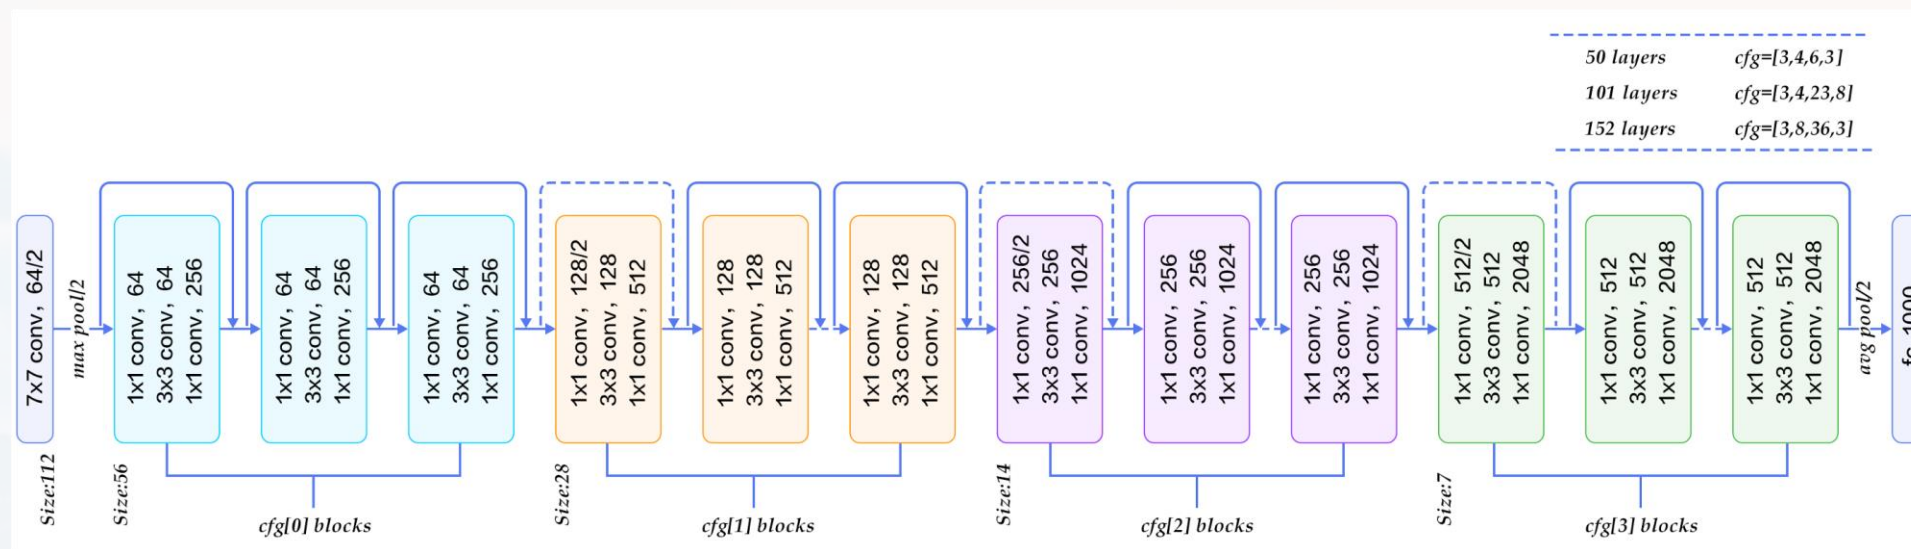 50 layers cfg=[3,4,6,3]
101 layers cfg=[3,4,23,8]
152 layers cfg=[3,8,36,3]
7x7 conv, 64/2
max pool/2
1x1 conv, 64
3x3 conv, 64
1x1 conv, 256
1x1 conv, 64
3x3 conv, 64
1x1 conv, 256
1x1 conv, 64
3x3 conv, 64
1x1 conv, 256
1x1 conv, 128/2
3x3 conv, 128
1x1 conv, 512
1x1 conv, 128
3x3 conv, 128
1x1 conv, 512
1x1 conv, 128
3x3 conv, 128
1x1 conv, 512
1x1 conv, 256/2
3x3 conv, 256
1x1 conv, 1024
1x1 conv, 256
3x3 conv, 256
1x1 conv, 1024
1x1 conv, 256
3x3 conv, 256
1x1 conv, 1024
1x1 conv, 512/2
3x3 conv, 512
1x1 conv, 2048
1x1 conv, 512
3x3 conv, 512
1x1 conv, 2048
1x1 conv, 512
3x3 conv, 512
1x1 conv, 2048
avg pool/2
Size:112
Size:56
cfg[0] blocks
Size:28
cfg[1] blocks
Size:14
cfg[2] blocks
Size:7
cfg[3] blocks